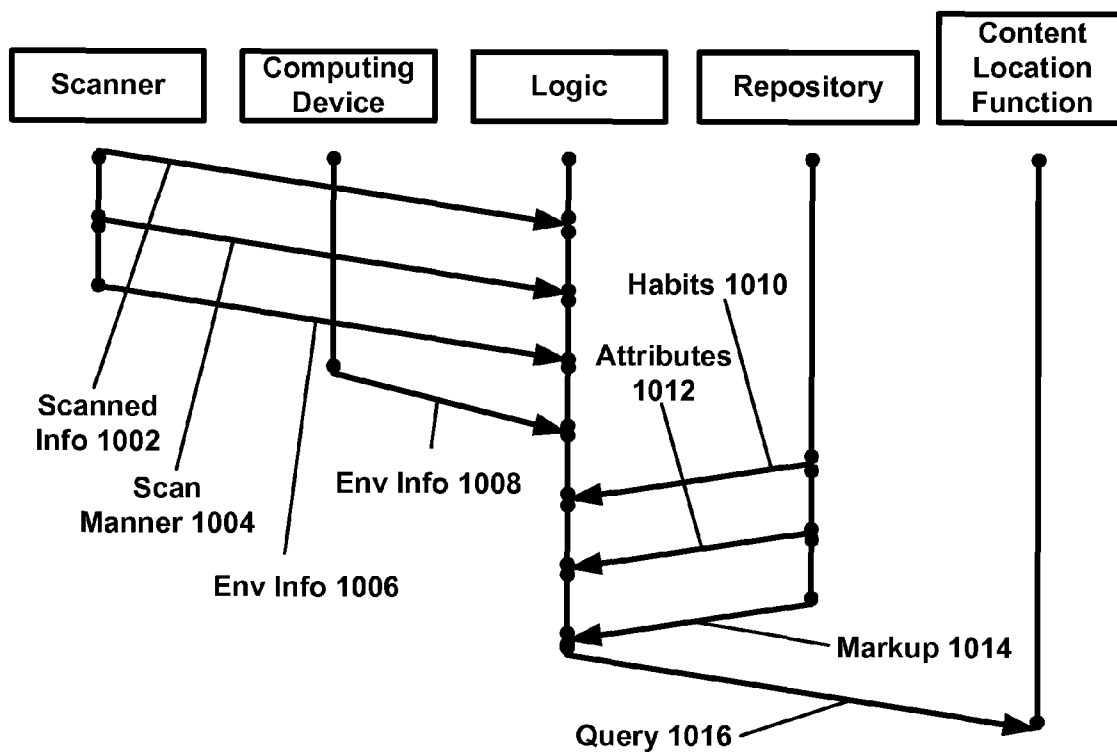 Scanner
Computing
Device
Logic
Repository
Content
Location
Function
Habits 1010
Attributes
1012
Scanned
Info 1002
Scan
Manner 1004
Env Info 1008
Env Info 1006
Markup 1014
Query 1016